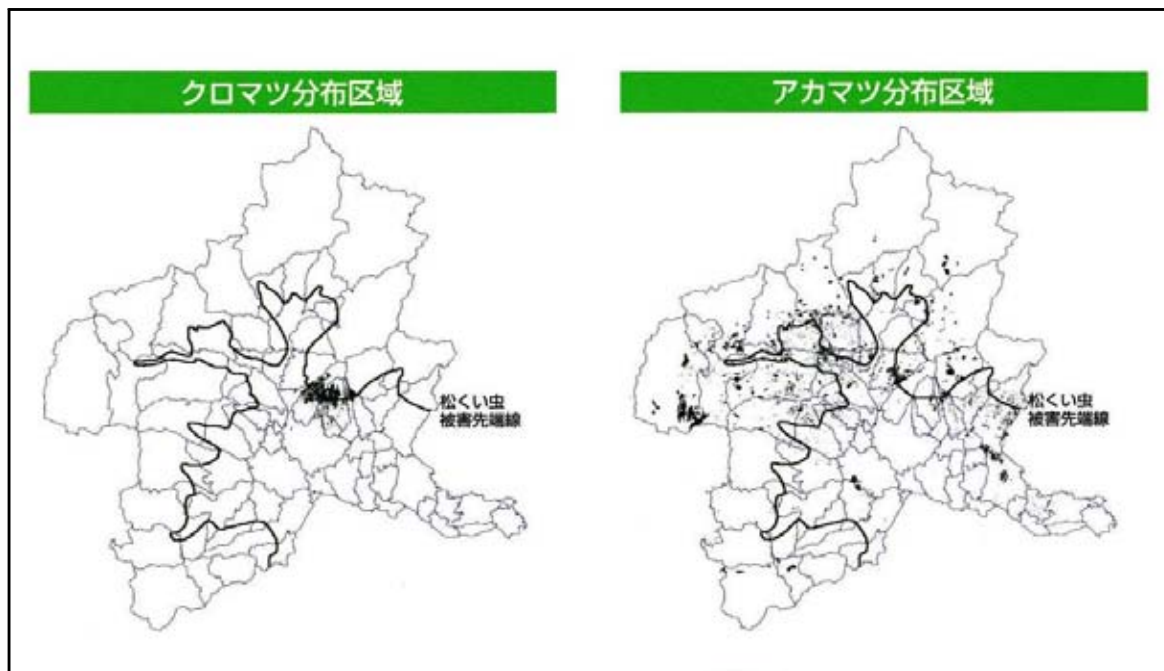 クロマツ分布区域
アカマツ分布区域
松くい虫
被害先端線
松くい虫
被害先端線